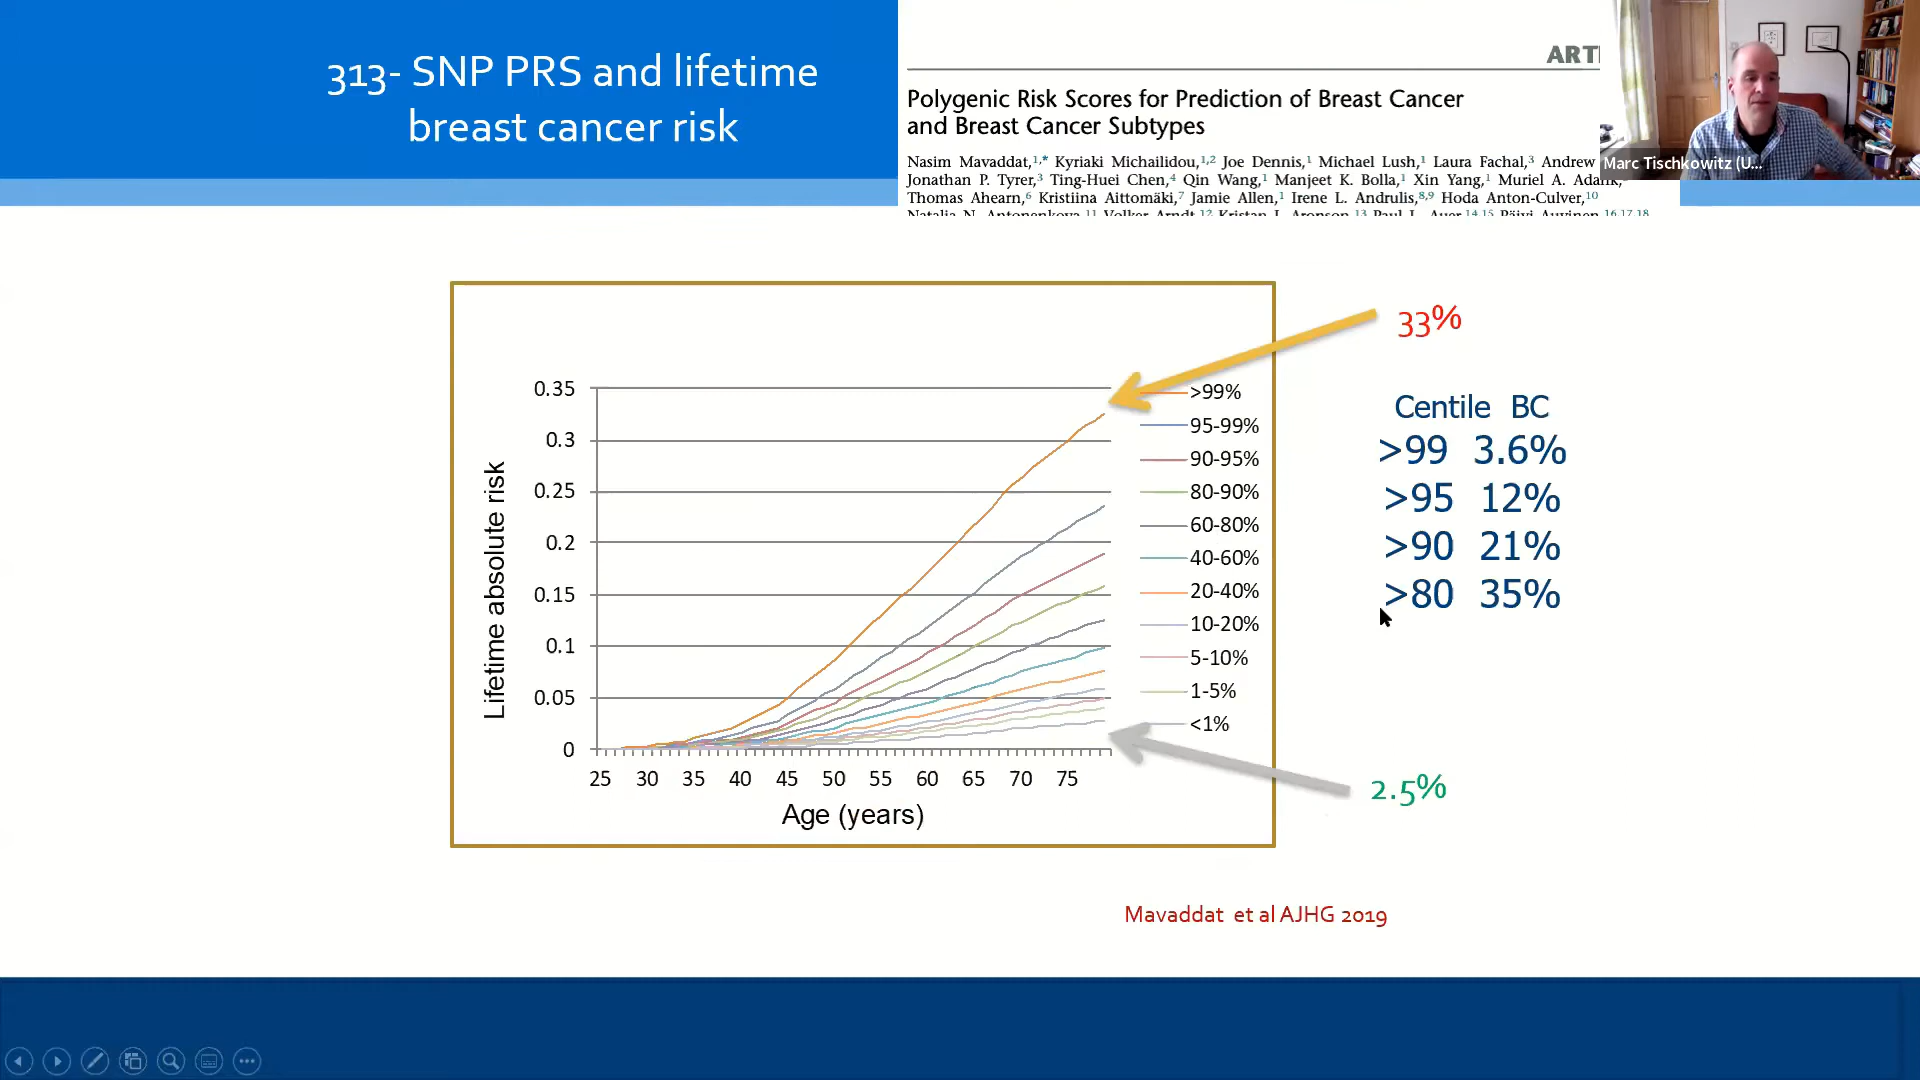 313- SNP PRS and lifetime
breast cancer risk
ARTI
Polygenic Risk Scores for Prediction of Breast Cancer
and Breast Cancer Subtypes
Nasim Mavaddat,1,* Kyriaki Michailidou,1,2 Joe Dennis,1 Michael Lush,1 Laura Fachal,3 Andrew
Jonathan P. Tyrer,3 Ting-Huei Chen,4 Qin Wang,1 Manjeet K. Bolla,1 Xin Yang,1 Muriel A. Adank,
Thomas Ahearn,6 Kristiina Aittomäki,7 Jamie Allen,1 Irene L. Andrulis,8,9 Hoda Anton-Culver,10
Natalia N. Antonenkova,11 Volker Arndt,12 Kristan J. Aronson,13 Paul L. Auer,14,15 Päivi Auvinen,16,17,18
Marc Tischkowitz (U...
33%
Lifetime absolute risk
0.35
0.3
0.25
0.2
0.15
0.1
0.05
0
25 30 35 40 45 50 55 60 65 70 75
Age (years)
>99%
95-99%
90-95%
80-90%
60-80%
40-60%
20-40%
10-20%
5-10%
1-5%
<1%
Centile BC
>99 3.6%
>95 12%
>90 21%
>80 35%
2.5%
Mavaddat et al AJHG 2019